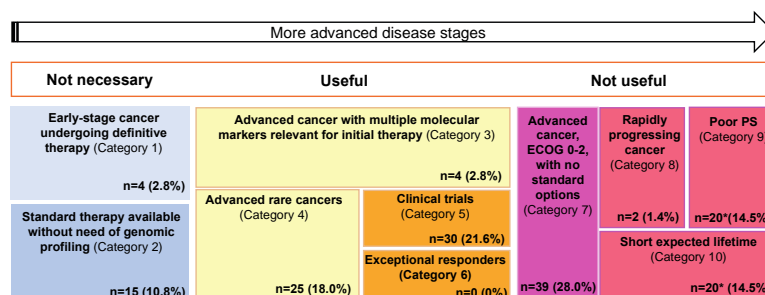 More advanced disease stages
Not necessary
Useful
Not useful
Early-stage cancer
undergoing definitive
therapy (Category 1)
n=4 (2.8%)
Standard therapy available
without need of genomic
profiling (Category 2)
n=15 (10.8%)
Advanced cancer with multiple molecular
markers relevant for initial therapy (Category 3)
n=4 (2.8%)
Advanced rare cancers
(Category 4)
n=25 (18.0%)
Clinical trials
(Category 5)
n=30 (21.6%)
Exceptional responders
(Category 6)
n=0 (0%)
Advanced
cancer,
ECOG 0-2,
with no
standard
options
(Category 7)
n=39 (28.0%)
Rapidly
progressing
cancer
(Category 8)
n=2 (1.4%)
Poor PS
(Category 9
n=20*(14.5%
Short expected lifetime
(Category 10)
n=20* (14.5%